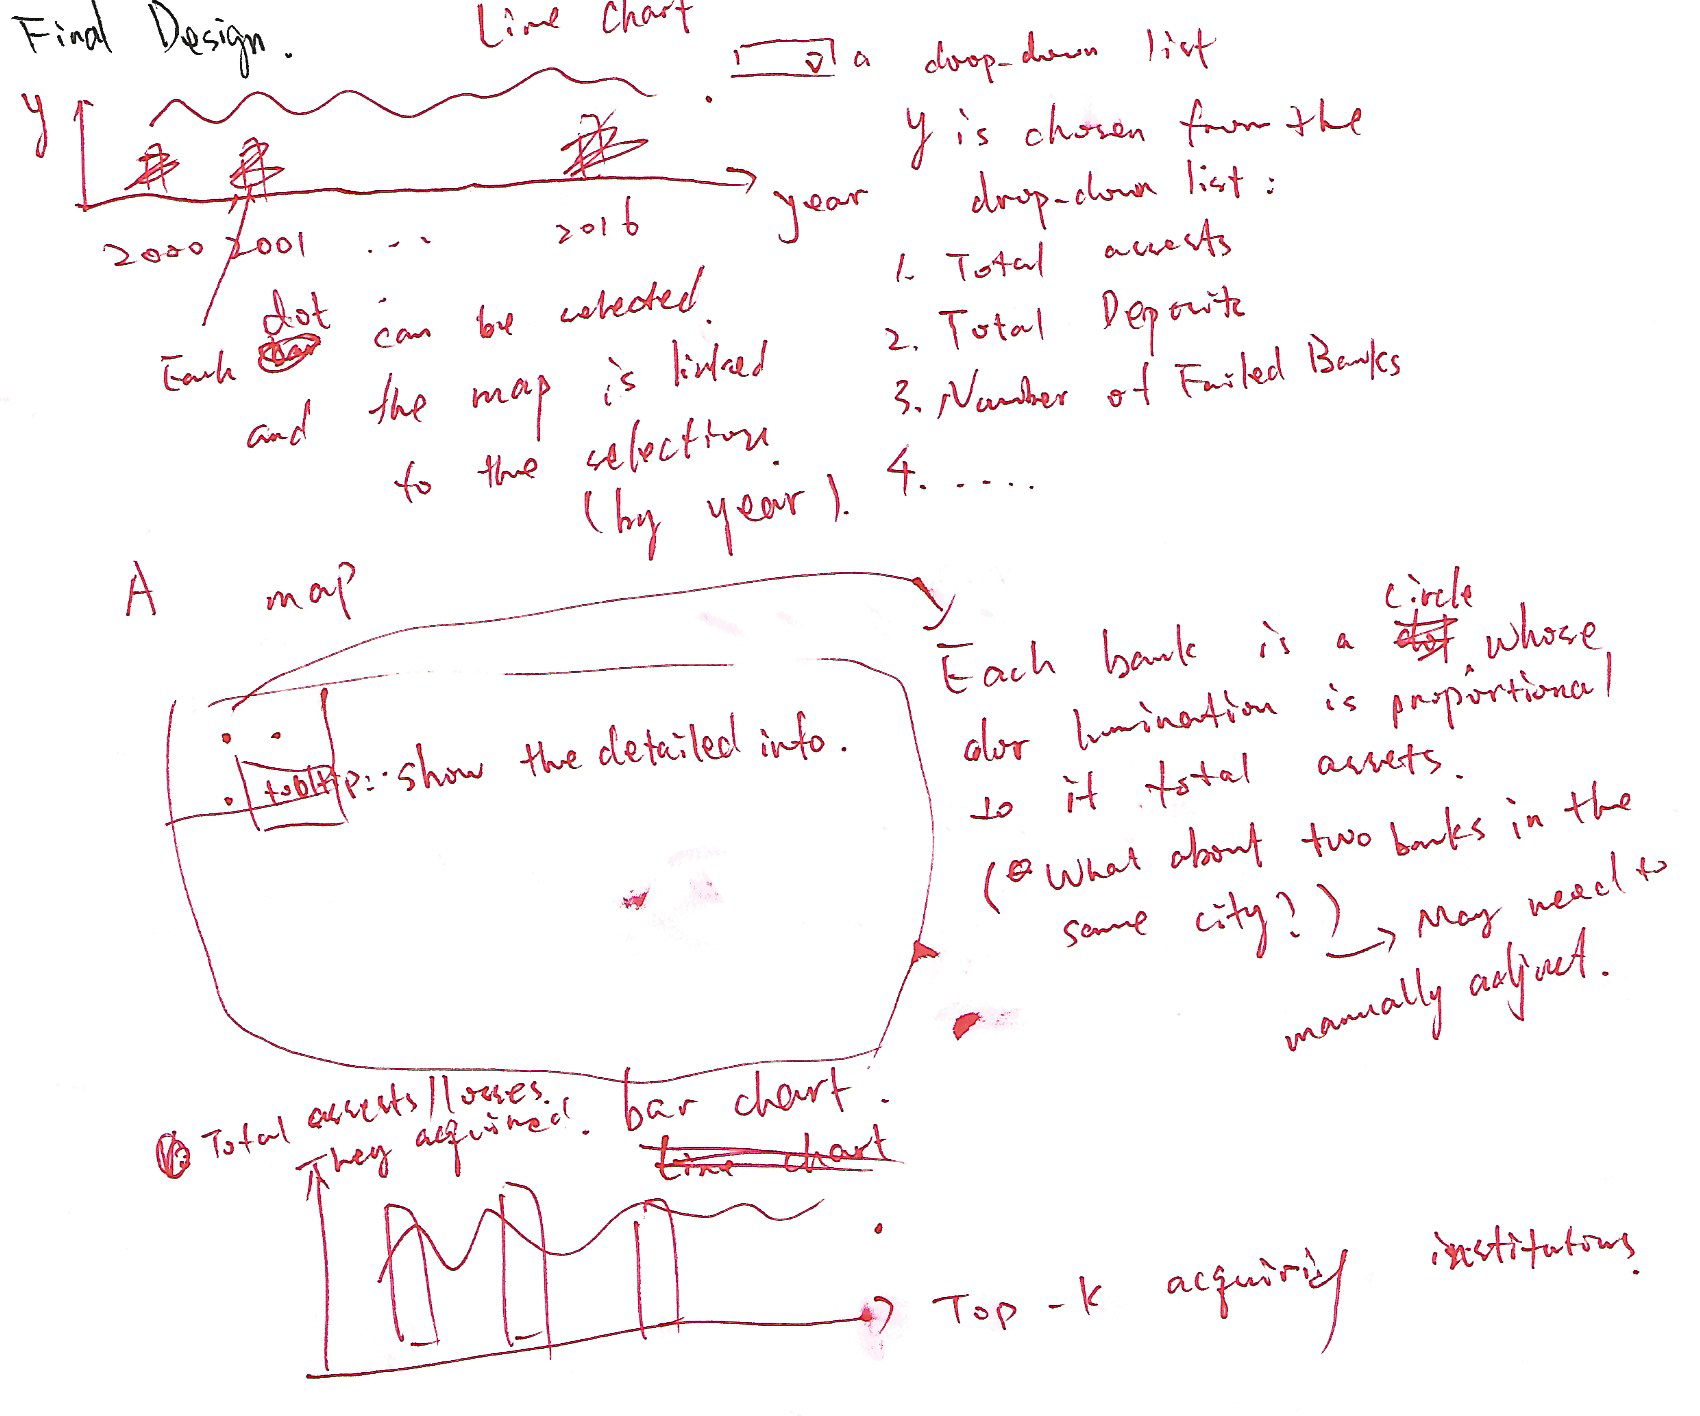 Final Design.
Line Chart
a drop-down list
y
year
2000 2001 ... 2016
y is chosen from the
drop-down list :
1. Total assests
2. Total Deposits
3. Number of Failed Banks
4. .....
Each dot can be selected.
and the map is linked
to the selection.
(by year).
A map
tooltip: show the detailed info.
Each bank is a circle whose
color lumination is proportional
to it total assets.
(What about two banks in the
same city?) → May need to
manually adjust.
Total assests/losses.
They acquired.
bar chart.
Line chart
Top-k acquiring institutions.